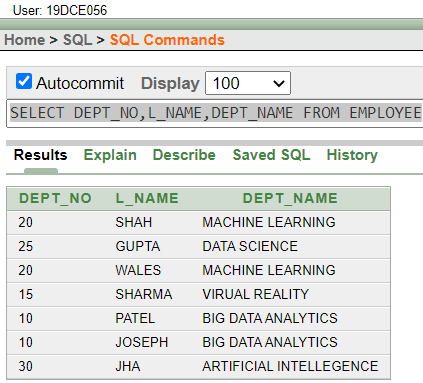 User: 19DCE056
Home > SQL > SQL Commands
Autocommit Display 100
SELECT DEPT_NO,L_NAME,DEPT_NAME FROM EMPLOYEE
Results Explain Describe Saved SQL History
DEPT_NO L_NAME DEPT_NAME
20 SHAH MACHINE LEARNING
25 GUPTA DATA SCIENCE
20 WALES MACHINE LEARNING
15 SHARMA VIRUAL REALITY
10 PATEL BIG DATA ANALYTICS
10 JOSEPH BIG DATA ANALYTICS
30 JHA ARTIFICIAL INTELLEGENCE